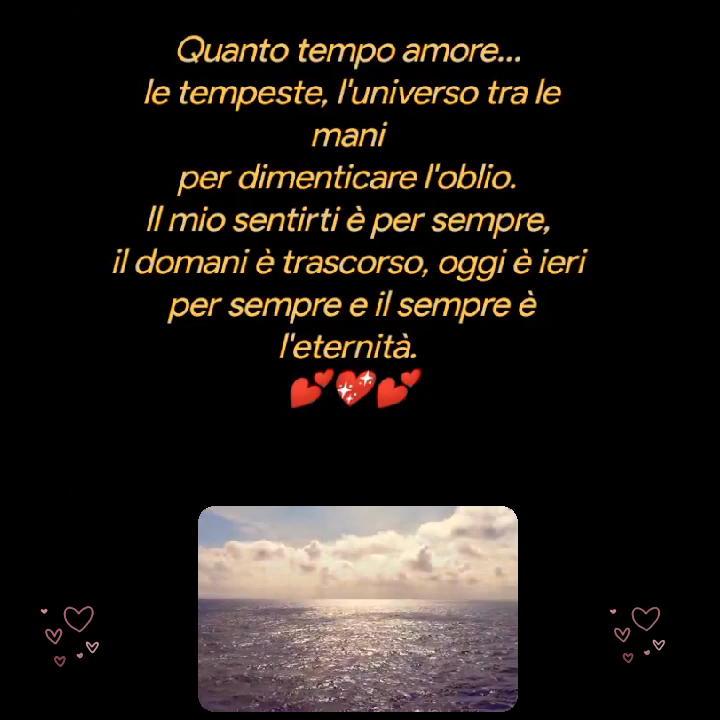 Quanto tempo amore...
le tempeste, l'universo tra le
mani
per dimenticare l'oblio.
Il mio sentirti è per sempre,
il domani è trascorso, oggi è ieri
per sempre e il sempre è
l'eternità.
💕💖💕